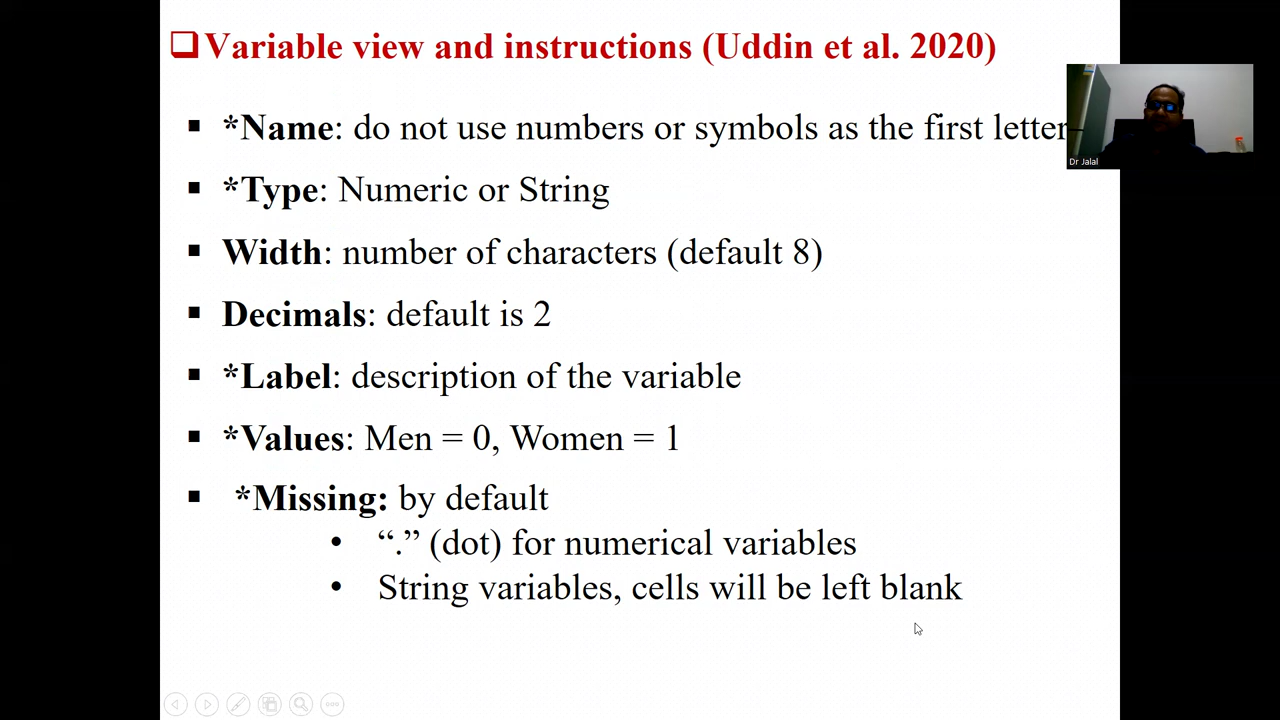 ❑Variable view and instructions (Uddin et al. 2020)
▪ *Name: do not use numbers or symbols as the first letter
Dr Jalal
▪ *Type: Numeric or String
▪ Width: number of characters (default 8)
▪ Decimals: default is 2
▪ *Label: description of the variable
▪ *Values: Men = 0, Women = 1
▪ *Missing: by default
• “.” (dot) for numerical variables
• String variables, cells will be left blank